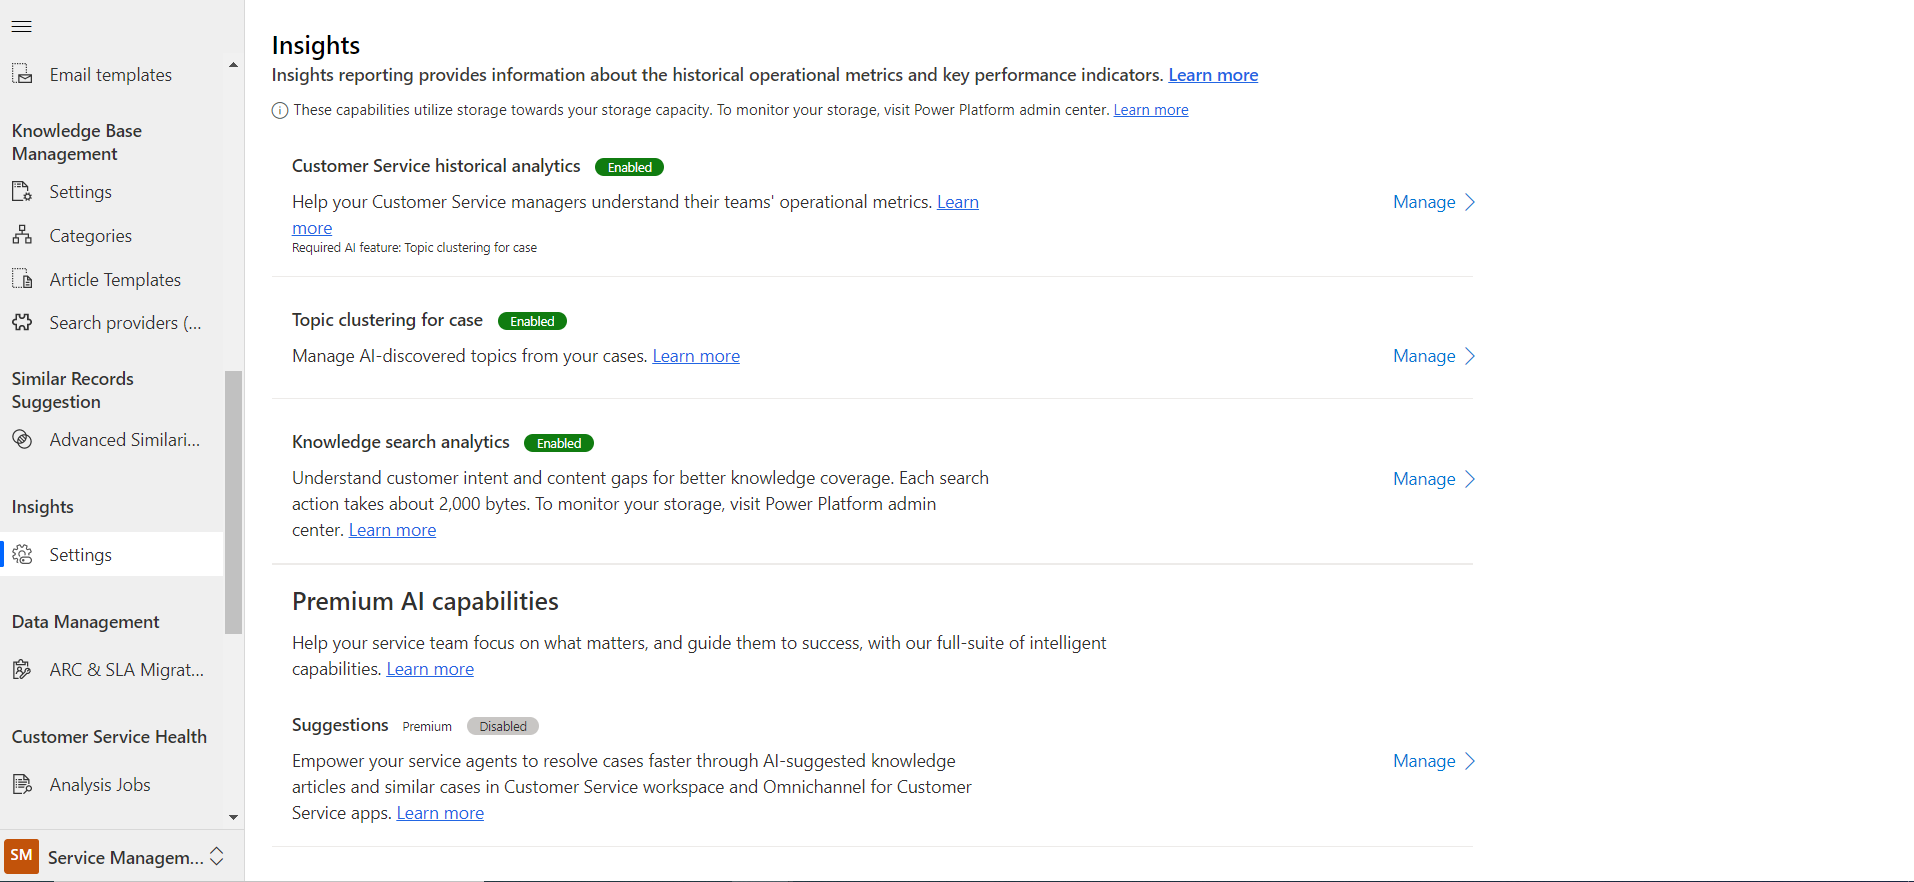 Email templates
Knowledge Base
Management
Settings
Categories
Article Templates
Search providers (...
Similar Records
Suggestion
Advanced Similari...
Insights
Settings
Data Management
ARC & SLA Migrat...
Customer Service Health
Analysis Jobs
SM Service Managem...
Insights
Insights reporting provides information about the historical operational metrics and key performance indicators. Learn more
These capabilities utilize storage towards your storage capacity. To monitor your storage, visit Power Platform admin center. Learn more
Customer Service historical analytics Enabled
Help your Customer Service managers understand their teams' operational metrics. Learn
more
Manage
Required AI feature: Topic clustering for case
Topic clustering for case Enabled
Manage AI-discovered topics from your cases. Learn more
Manage
Knowledge search analytics Enabled
Understand customer intent and content gaps for better knowledge coverage. Each search
action takes about 2,000 bytes. To monitor your storage, visit Power Platform admin
center. Learn more
Manage
Premium AI capabilities
Help your service team focus on what matters, and guide them to success, with our full-suite of intelligent
capabilities. Learn more
Suggestions Premium Disabled
Empower your service agents to resolve cases faster through AI-suggested knowledge
articles and similar cases in Customer Service workspace and Omnichannel for Customer
Service apps. Learn more
Manage